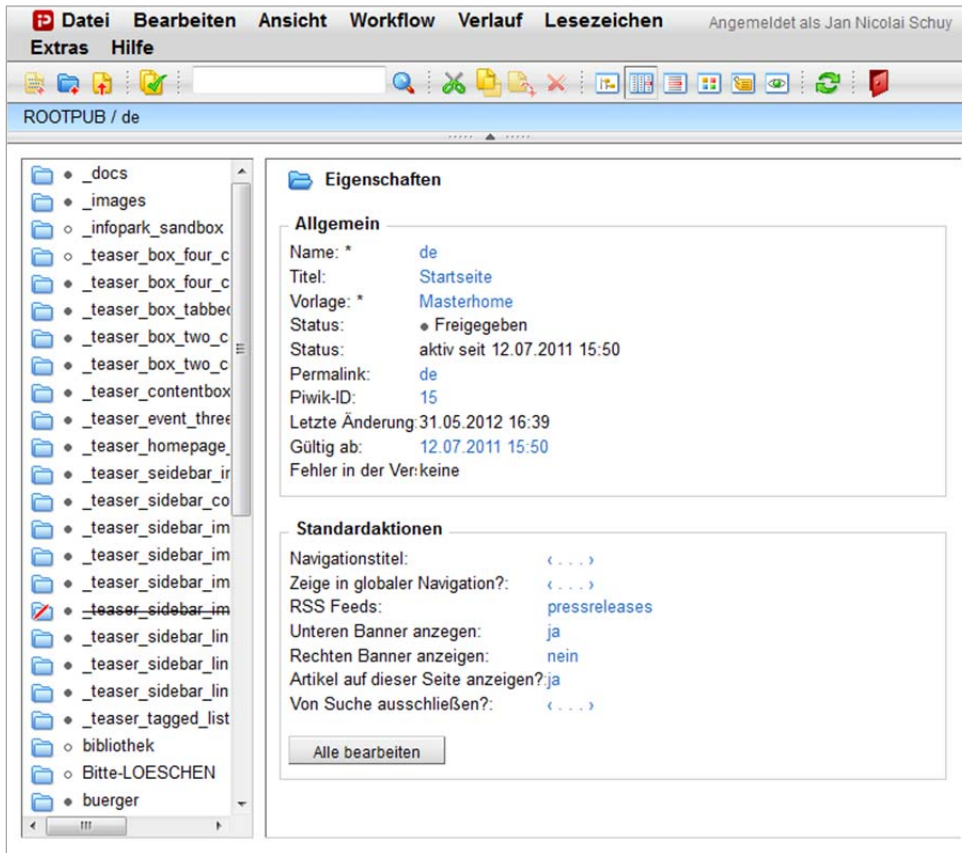 Datei Bearbeiten Ansicht Workflow Verlauf Lesezeichen Angemeldet als Jan Nicolai Schuy
Extras Hilfe
ROOTPUB / de
_docs
_images
_infopark_sandbox
_teaser_box_four_c
_teaser_box_four_c
_teaser_box_tabbed
_teaser_box_two_c
_teaser_box_two_c
_teaser_contentbox
_teaser_event_three
_teaser_homepage_
_teaser_seidebar_in
_teaser_sidebar_co
_teaser_sidebar_im
_teaser_sidebar_im
_teaser_sidebar_im
_teaser_sidebar_im
_teaser_sidebar_lin
_teaser_sidebar_lin
_teaser_sidebar_lin
_teaser_tagged_list
bibliothek
Bitte-LOESCHEN
buerger
Eigenschaften
Allgemein
Name: * de
Titel: Startseite
Vorlage: * Masterhome
Status: Freigegeben
Status: aktiv seit 12.07.2011 15:50
Permalink: de
Piwik-ID: 15
Letzte Änderung: 31.05.2012 16:39
Gültig ab: 12.07.2011 15:50
Fehler in der Ver: keine
Standardaktionen
Navigationstitel: ‹ . . . ›
Zeige in globaler Navigation?: ‹ . . . ›
RSS Feeds: pressreleases
Unteren Banner anzeigen: ja
Rechten Banner anzeigen: nein
Artikel auf dieser Seite anzeigen?: ja
Von Suche ausschließen?: ‹ . . . ›
Alle bearbeiten